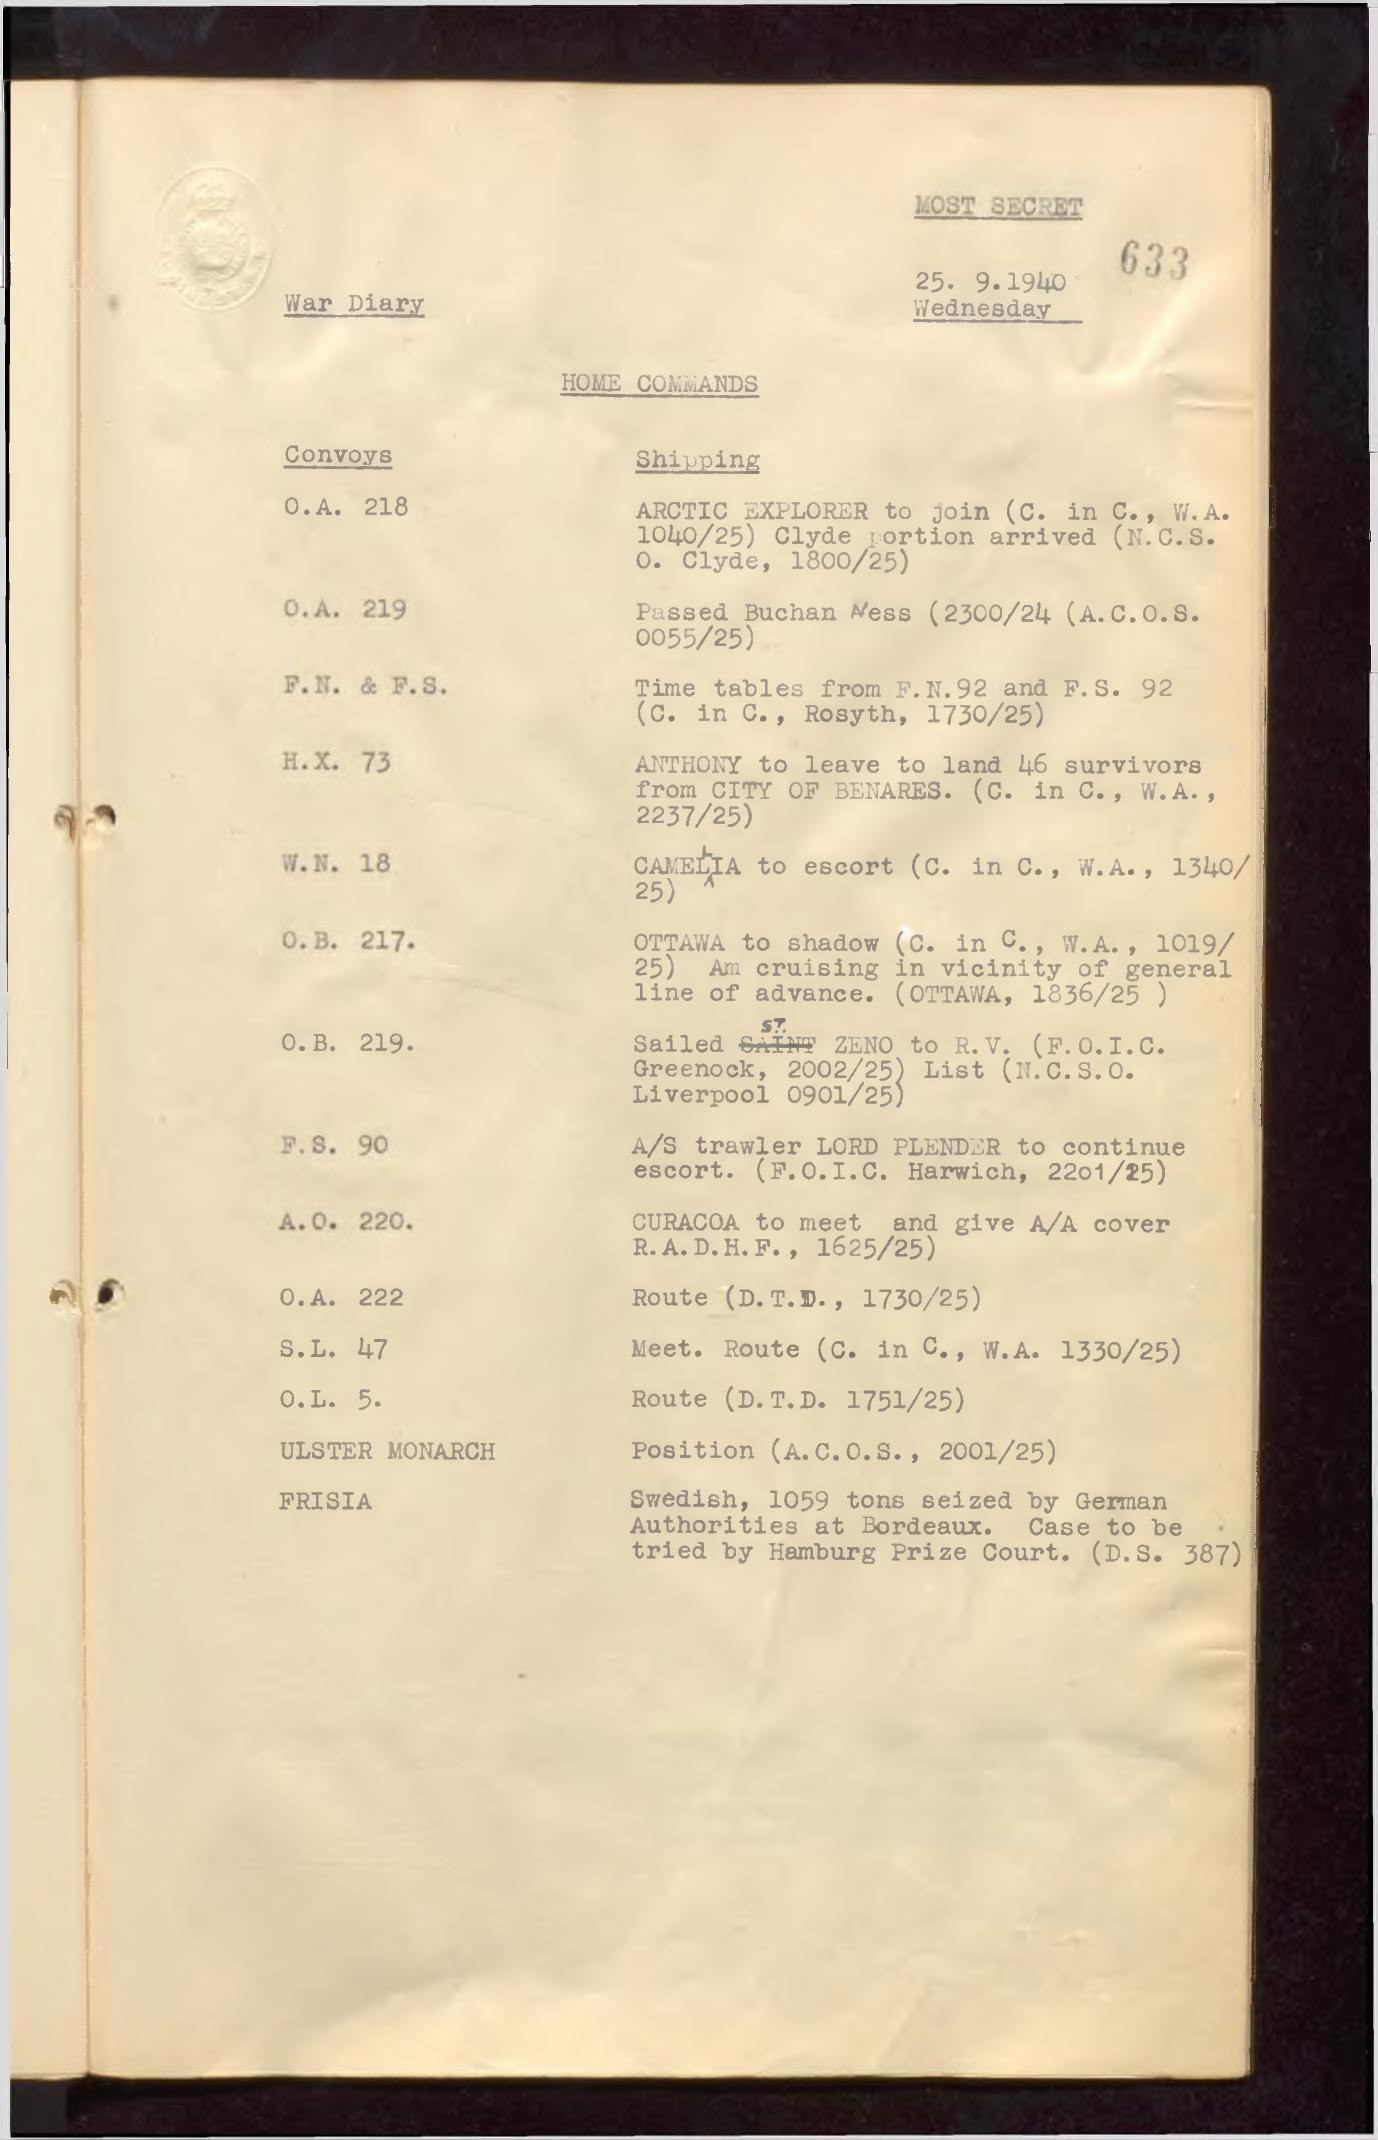 MOST SECRET
633
25. 9.1940
War Diary
Wednesday
HOME COMMANDS
Convoys Shipping
O.A. 218 ARCTIC EXPLORER to join (C. in C., W.A.
1040/25) Clyde portion arrived (N.C.S.
O. Clyde, 1800/25)
O.A. 219 Passed Buchan Ness (2300/24 (A.C.O.S.
0055/25)
F.N. & F.S. Time tables from F.N.92 and F.S. 92
(C. in C., Rosyth, 1730/25)
H.X. 73 ANTHONY to leave to land 46 survivors
from CITY OF BENARES. (C. in C., W.A.,
2237/25)
W.N. 18 CAMELLIA to escort (C. in C., W.A., 1340/
25)
O.B. 217. OTTAWA to shadow (C. in C., W.A., 1019/
25) Am cruising in vicinity of general
line of advance. (OTTAWA, 1836/25 )
ST.
O.B. 219. Sailed SAINT ZENO to R.V. (F.O.I.C.
Greenock, 2002/25) List (N.C.S.O.
Liverpool 0901/25)
F.S. 90 A/S trawler LORD PLENDER to continue
escort. (F.O.I.C. Harwich, 22o1/25)
A.O. 220. CURACOA to meet and give A/A cover
R.A.D.H.F., 1625/25)
O.A. 222 Route (D.T.D., 1730/25)
S.L. 47 Meet. Route (C. in C., W.A. 1330/25)
O.L. 5. Route (D.T.D. 1751/25)
ULSTER MONARCH Position (A.C.O.S., 2001/25)
FRISIA Swedish, 1059 tons seized by German
Authorities at Bordeaux. Case to be
tried by Hamburg Prize Court. (D.S. 387)